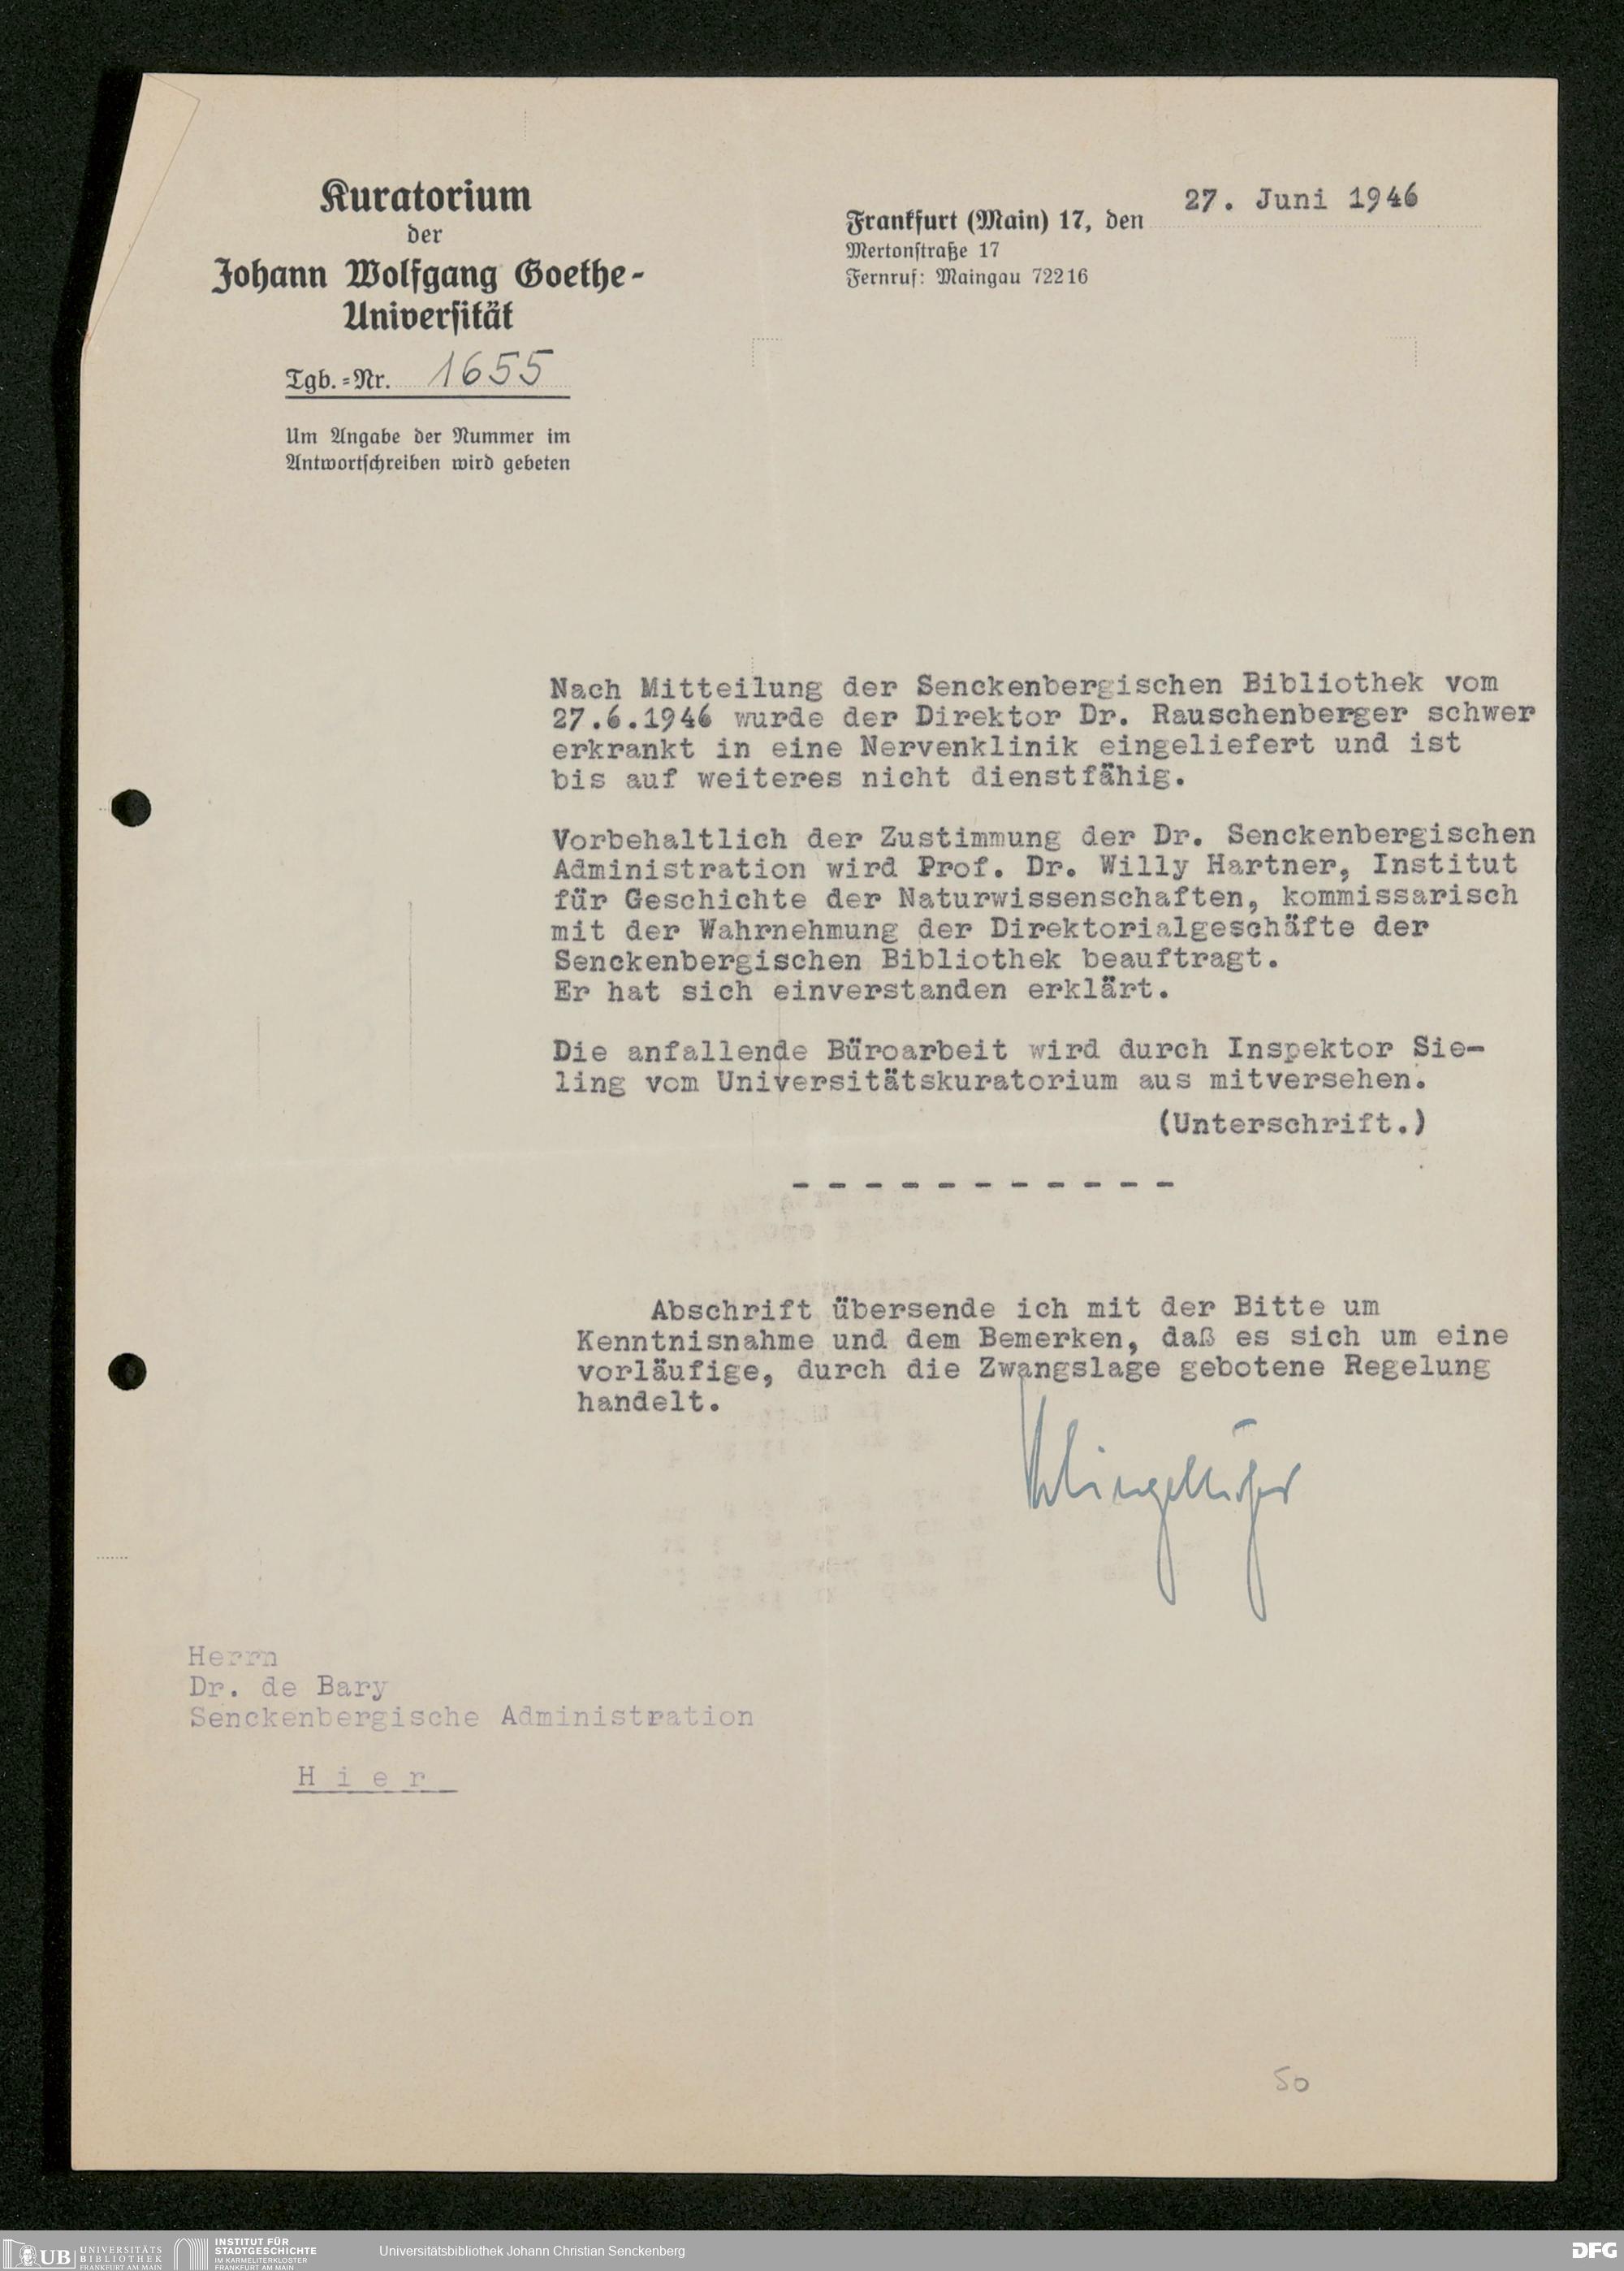 Kuratorium
der
Johann Wolfgang Goethe-
Universität
Tgb.=Nr. 1655
Um Angabe der Nummer im
Antwortschreiben wird gebeten
27. Juni 1946
Frankfurt (Main) 17, den
Mertonstraße 17
Fernruf: Maingau 72216
Nach Mitteilung der Senckenbergischen Bibliothek vom
27.6.1946 wurde der Direktor Dr. Rauschenberger schwer
erkrankt in eine Nervenklinik eingeliefert und ist
bis auf weiteres nicht dienstfähig.
Vorbehaltlich der Zustimmung der Dr. Senckenbergischen
Administration wird Prof. Dr. Willy Hartner, Institut
für Geschichte der Naturwissenschaften, kommissarisch
mit der Wahrnehmung der Direktorialgeschäfte der
Senckenbergischen Bibliothek beauftragt.
Er hat sich einverstanden erklärt.
Die anfallende Büroarbeit wird durch Inspektor Sie-
ling vom Universitätskuratorium aus mitversehen.
(Unterschrift.)
- - - - - - - - - - -
Abschrift übersende ich mit der Bitte um
Kenntnisnahme und dem Bemerken, daß es sich um eine
vorläufige, durch die Zwangslage gebotene Regelung
handelt.
Herrn
Dr. de Bary
Senckenbergische Administration
H i e r
50
UB UNIVERSITÄTS
BIBLIOTHEK
FRANKFURT AM MAIN
INSTITUT FÜR
STADTGESCHICHTE
IM KARMELITERKLOSTER
FRANKFURT AM MAIN
Universitätsbibliothek Johann Christian Senckenberg
DFG